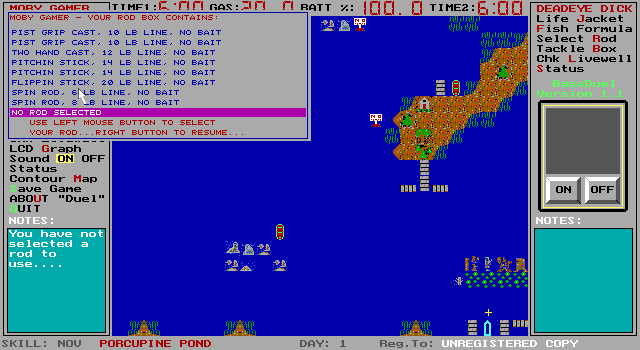 MOBY GAMER TIME1: 6:00 GAS: 20.0 BATT %: 100.0 TIME2: 6:00 DEADEYE DICK
MOBY GAMER - YOUR ROD BOX CONTAINS:
PIST GRIP CAST, 10 LB LINE, NO BAIT
PIST GRIP CAST, 10 LB LINE, NO BAIT
TWO HAND CAST, 12 LB LINE, NO BAIT
PITCHIN STICK, 14 LB LINE, NO BAIT
PITCHIN STICK, 14 LB LINE, NO BAIT
FLIPPIN STICK, 20 LB LINE, NO BAIT
SPIN ROD, 6 LB LINE, NO BAIT
SPIN ROD, LB LINE, NO BAIT
NO ROD SELECTED
USE LEFT MOUSE BUTTON TO SELECT
YOUR ROD...RIGHT BUTTON TO RESUME...
LCD Graph
Sound ON OFF
Status
Contour Map
Save Game
ABOUT "Duel"
QUIT
NOTES:
You have not
selected a
rod to
use....
Life Jacket
Fish Formula
Select Rod
Tackle Box
Chk Livewell
Status
BassDuel
Version 1.1
ON OFF
NOTES:
SKILL: NOV PORCUPINE POND DAY: 1 Reg.To: UNREGISTERED COPY